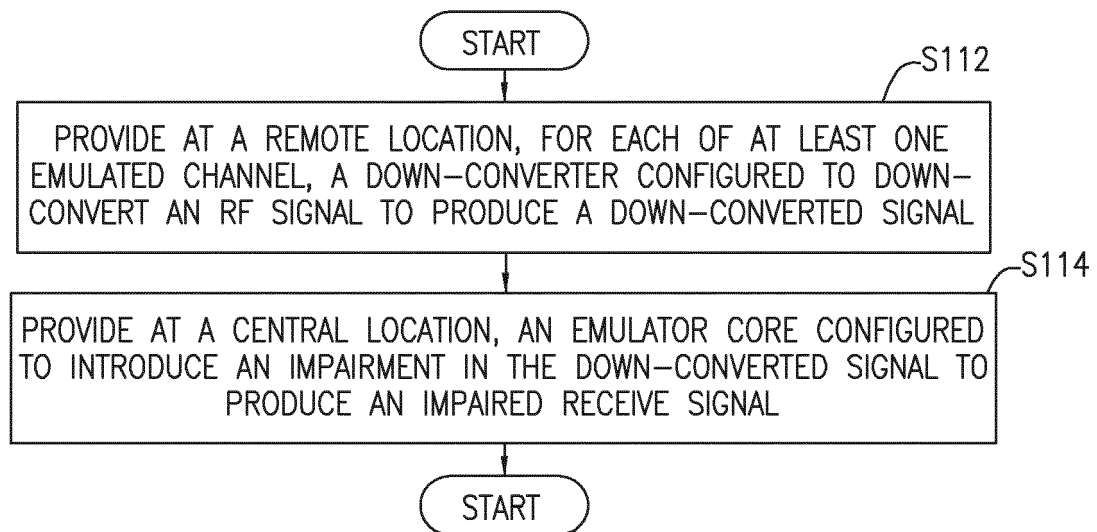 START
S112
PROVIDE AT A REMOTE LOCATION, FOR EACH OF AT LEAST ONE
EMULATED CHANNEL, A DOWN-CONVERTER CONFIGURED TO DOWN-
CONVERT AN RF SIGNAL TO PRODUCE A DOWN-CONVERTED SIGNAL
S114
PROVIDE AT A CENTRAL LOCATION, AN EMULATOR CORE CONFIGURED
TO INTRODUCE AN IMPAIRMENT IN THE DOWN-CONVERTED SIGNAL TO
PRODUCE AN IMPAIRED RECEIVE SIGNAL
START